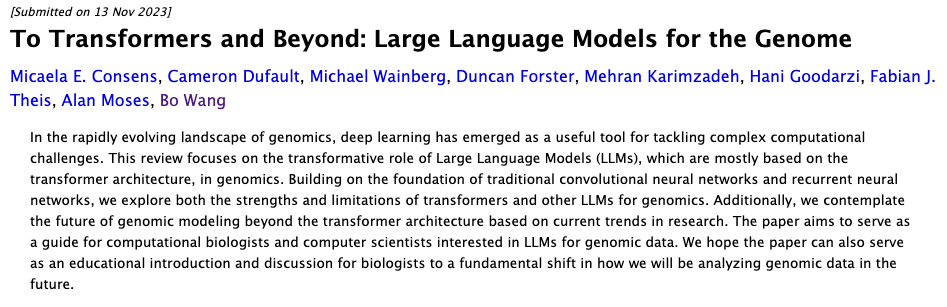 [Submitted on 13 Nov 2023]
To Transformers and Beyond: Large Language Models for the Genome
Micaela E. Consens, Cameron Dufault, Michael Wainberg, Duncan Forster, Mehran Karimzadeh, Hani Goodarzi, Fabian J.
Theis, Alan Moses, Bo Wang
In the rapidly evolving landscape of genomics, deep learning has emerged as a useful tool for tackling complex computational
challenges. This review focuses on the transformative role of Large Language Models (LLMs), which are mostly based on the
transformer architecture, in genomics. Building on the foundation of traditional convolutional neural networks and recurrent neural
networks, we explore both the strengths and limitations of transformers and other LLMs for genomics. Additionally, we contemplate
the future of genomic modeling beyond the transformer architecture based on current trends in research. The paper aims to serve as
a guide for computational biologists and computer scientists interested in LLMs for genomic data. We hope the paper can also serve
as an educational introduction and discussion for biologists to a fundamental shift in how we will be analyzing genomic data in the
future.